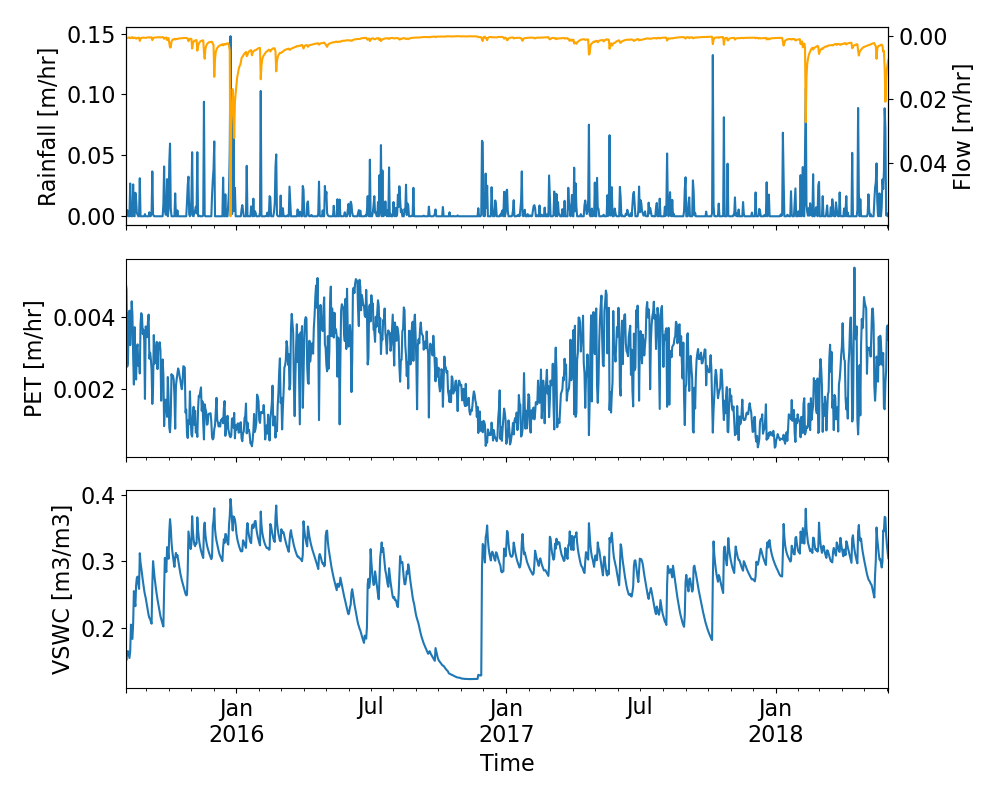 0.15
0.10
0.05
0.00
Rainfall [m/hr]
0.00
0.02
0.04
Flow [m/hr]
0.004
0.002
PET [m/hr]
0.4
0.3
0.2
VSWC [m3/m3]
Jan Jul Jan Jul Jan
2016 2017 2018
Time